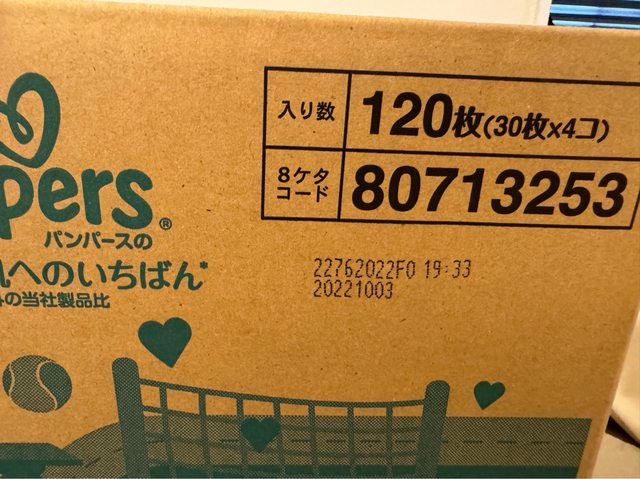 入り数 120枚(30枚×4コ)
8ケタコード 80713253
pers®
パンパースの
へのいちばん*
の当社製品比
22762022F0 19:33
20221003